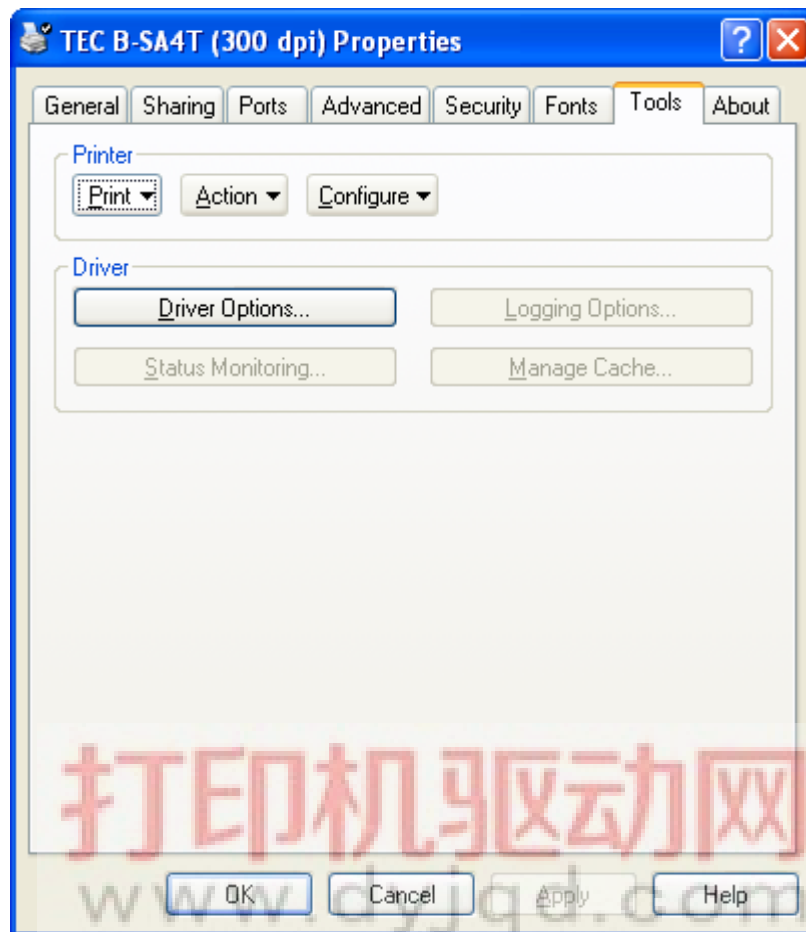 TEC B-SA4T (300 dpi) Properties
General Sharing Ports Advanced Security Fonts Tools About
Printer
Print Action Configure
Driver
Driver Options... Logging Options...
Status Monitoring... Manage Cache...
打印机驱动网
OK Cancel Apply Help
www.dyjqd.com